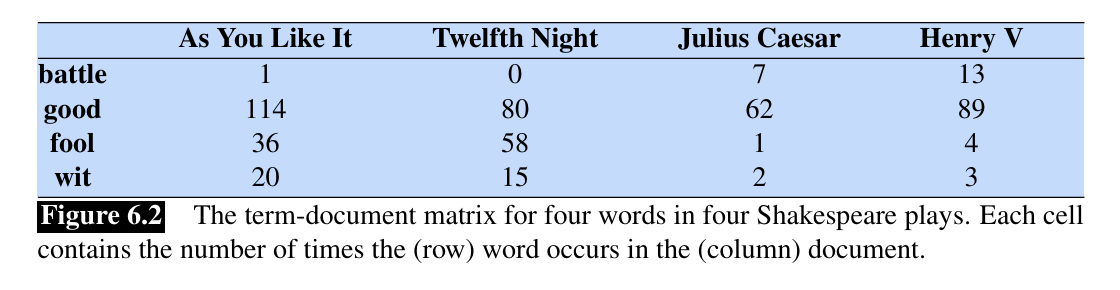 As You Like It Twelfth Night Julius Caesar Henry V
battle 1 0 7 13
good 114 80 62 89
fool 36 58 1 4
wit 20 15 2 3
Figure 6.2 The term-document matrix for four words in four Shakespeare plays. Each cell
contains the number of times the (row) word occurs in the (column) document.